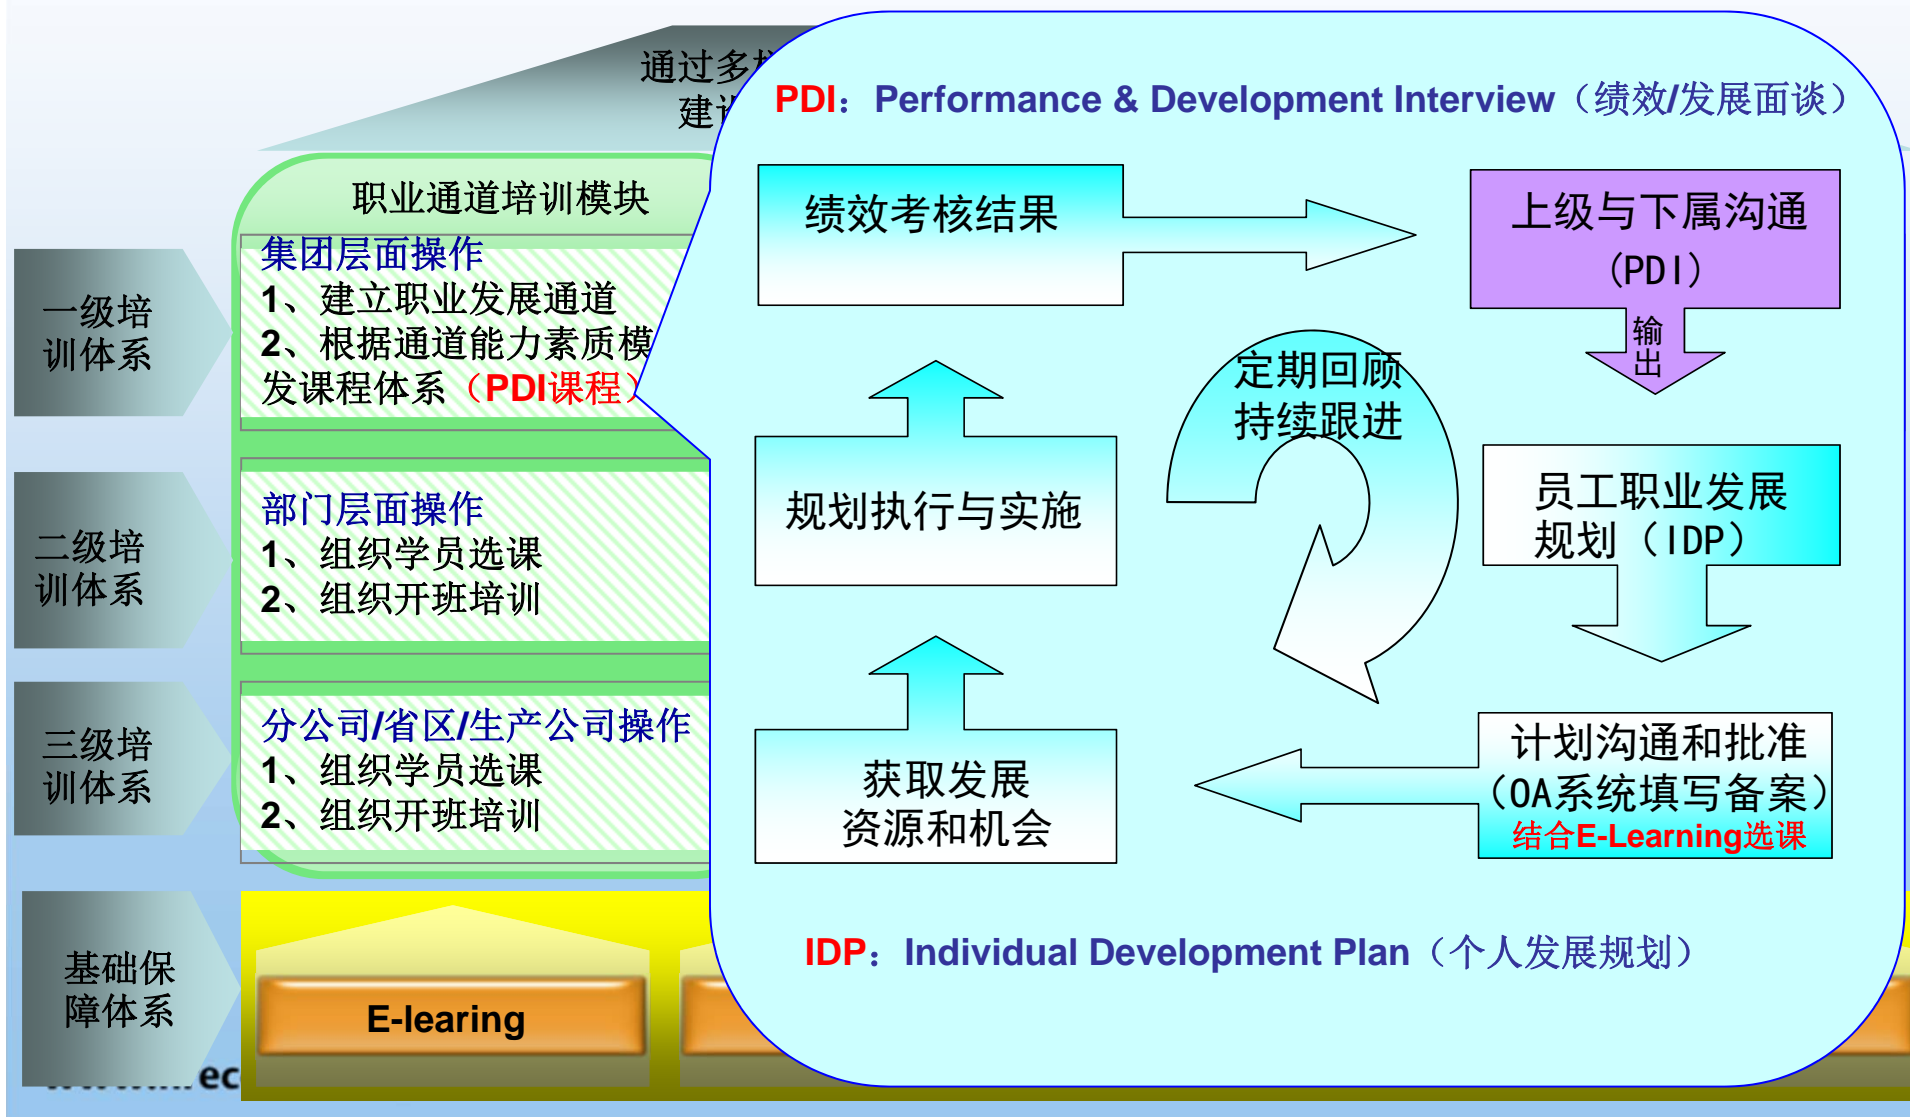 通过多
建
职业通道培训模块
一级培
训体系
集团层面操作
1、建立职业发展通道
2、根据通道能力素质模
发课程体系（PDI课程）
二级培
训体系
部门层面操作
1、组织学员选课
2、组织开班培训
三级培
训体系
分公司/省区/生产公司操作
1、组织学员选课
2、组织开班培训
基础保
障体系
E-learing
ec
PDI：Performance & Development Interview（绩效/发展面谈）
绩效考核结果
上级与下属沟通
(PDI)
输
出
定期回顾
持续跟进
规划执行与实施
员工职业发展
规划（IDP）
获取发展
资源和机会
计划沟通和批准
（OA系统填写备案）
结合E-Learning选课
IDP：Individual Development Plan（个人发展规划）